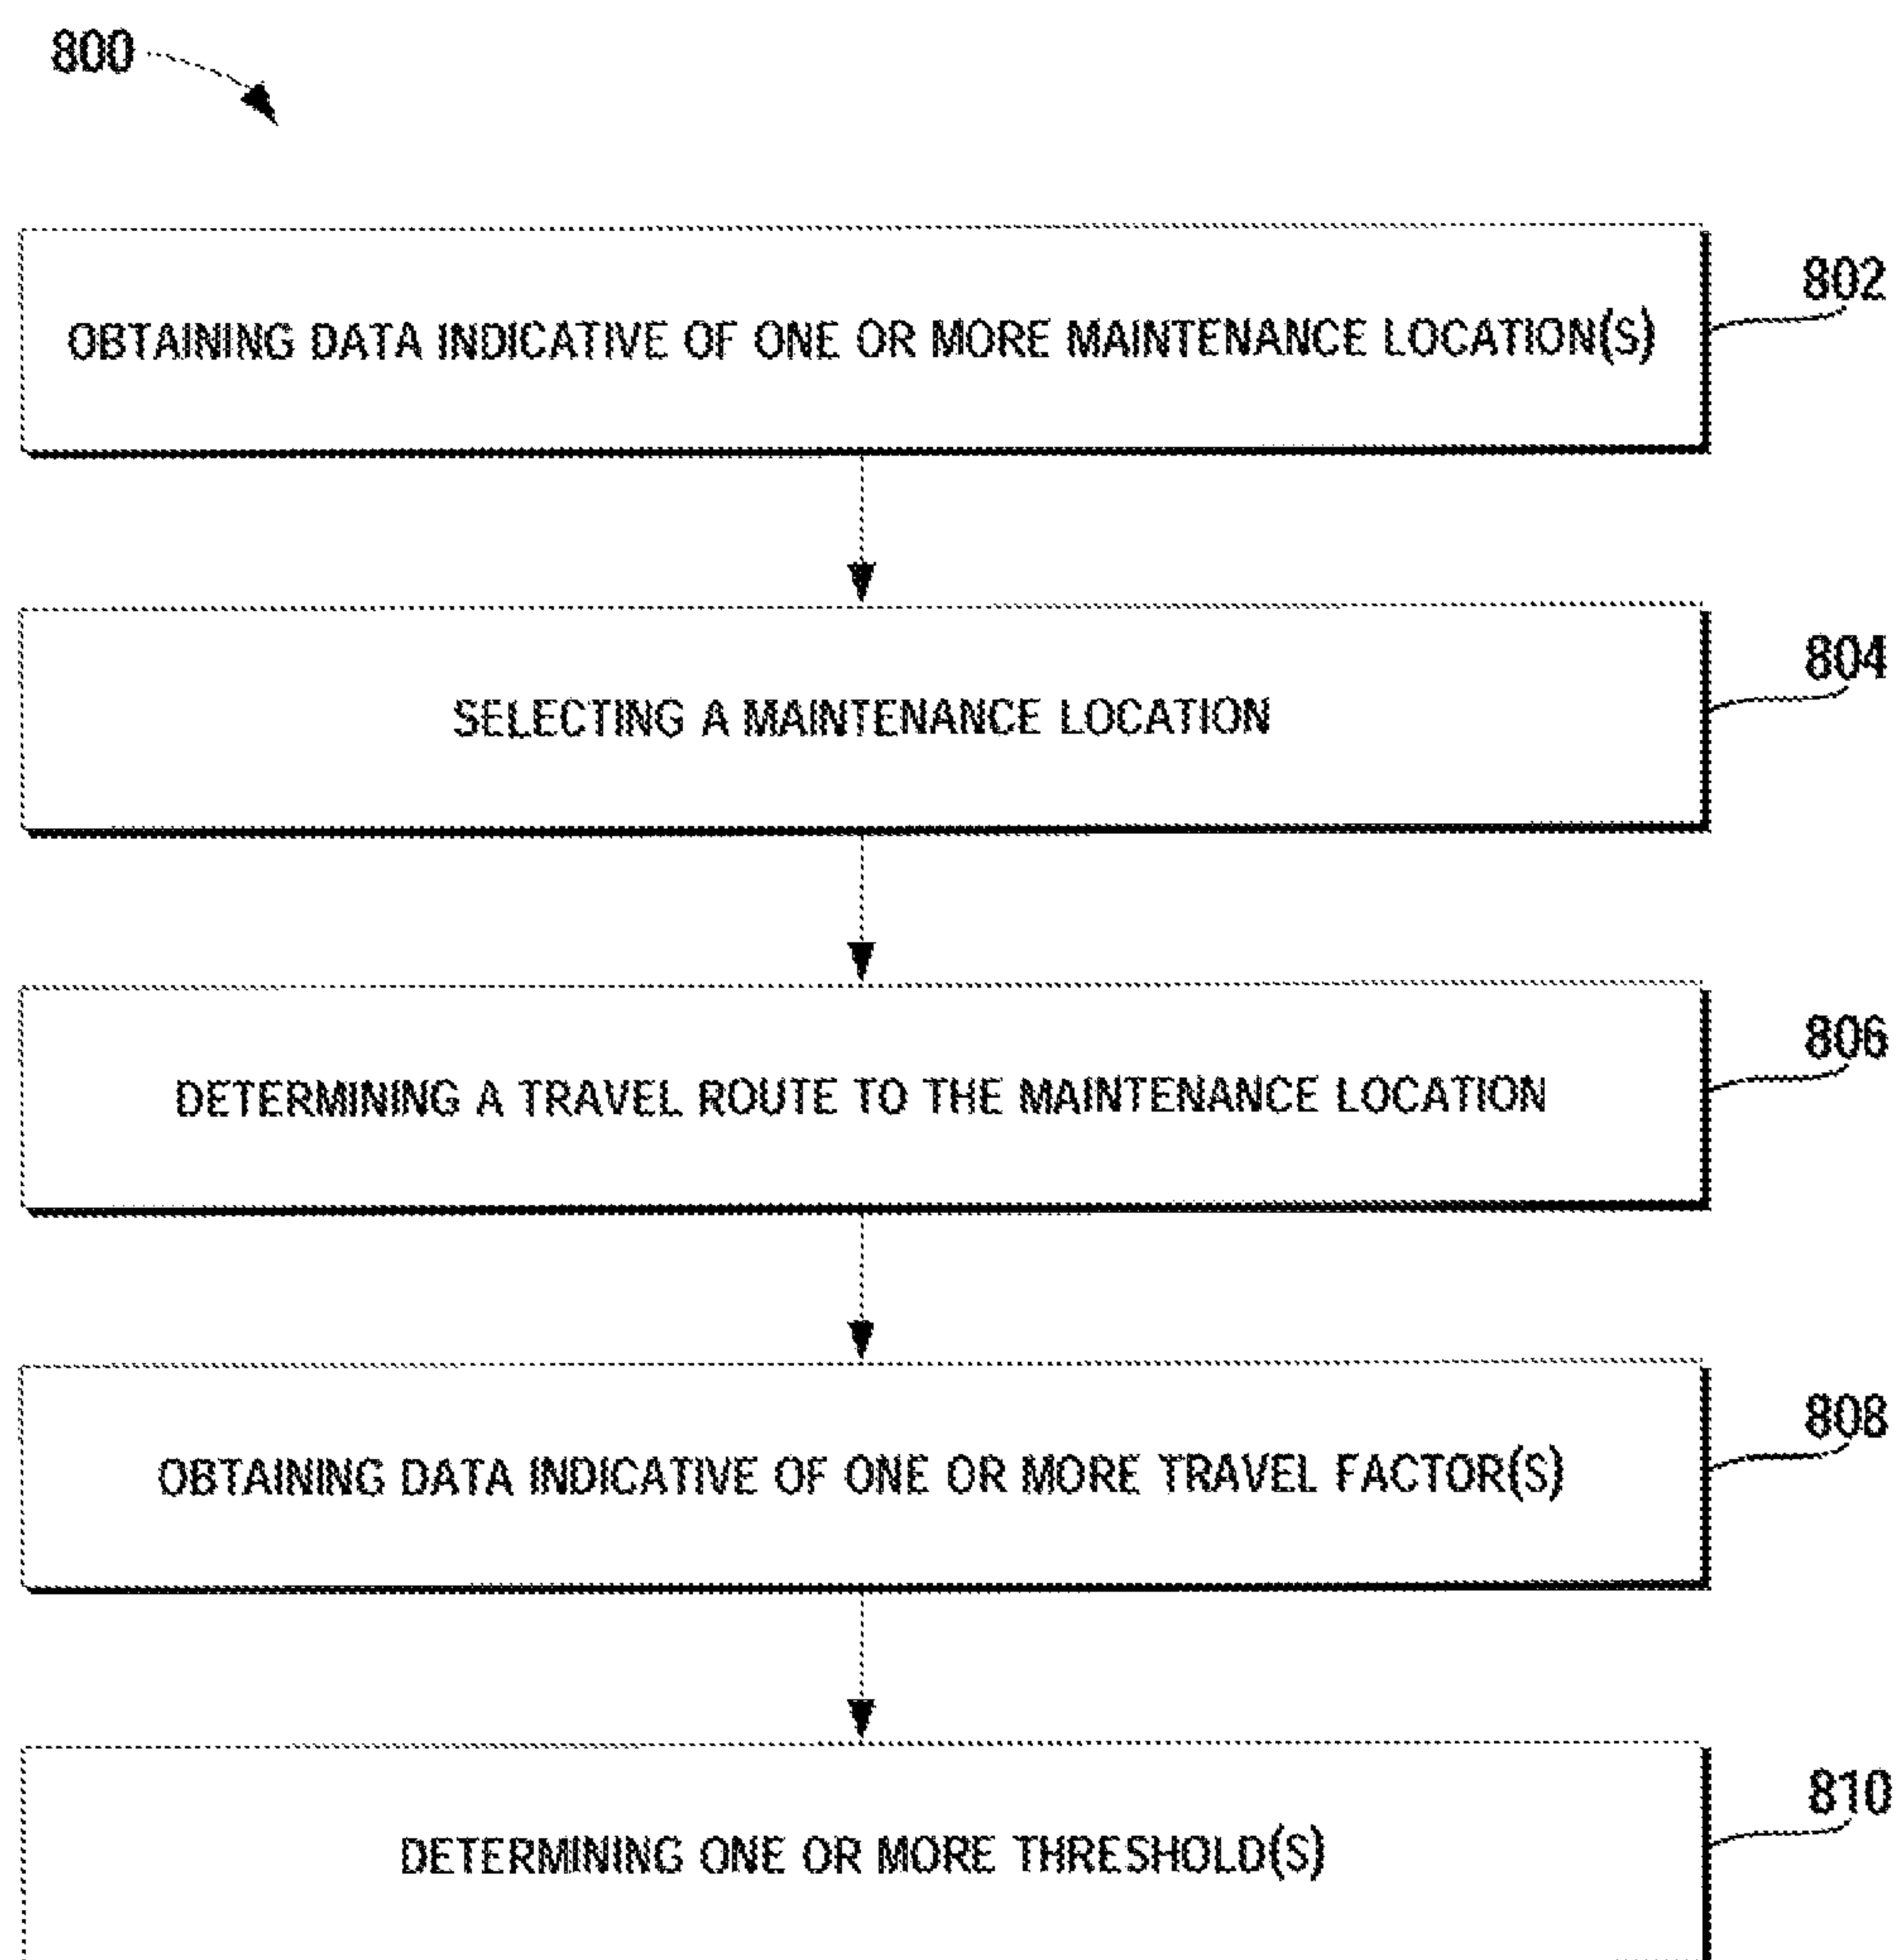 800
OBTAINING DATA INDICATIVE OF ONE OR MORE MAINTENANCE LOCATION(S)
802
SELECTING A MAINTENANCE LOCATION
804
DETERMINING A TRAVEL ROUTE TO THE MAINTENANCE LOCATION
806
OBTAINING DATA INDICATIVE OF ONE OR MORE TRAVEL FACTOR(S)
808
DETERMINING ONE OR MORE THRESHOLD(S)
810